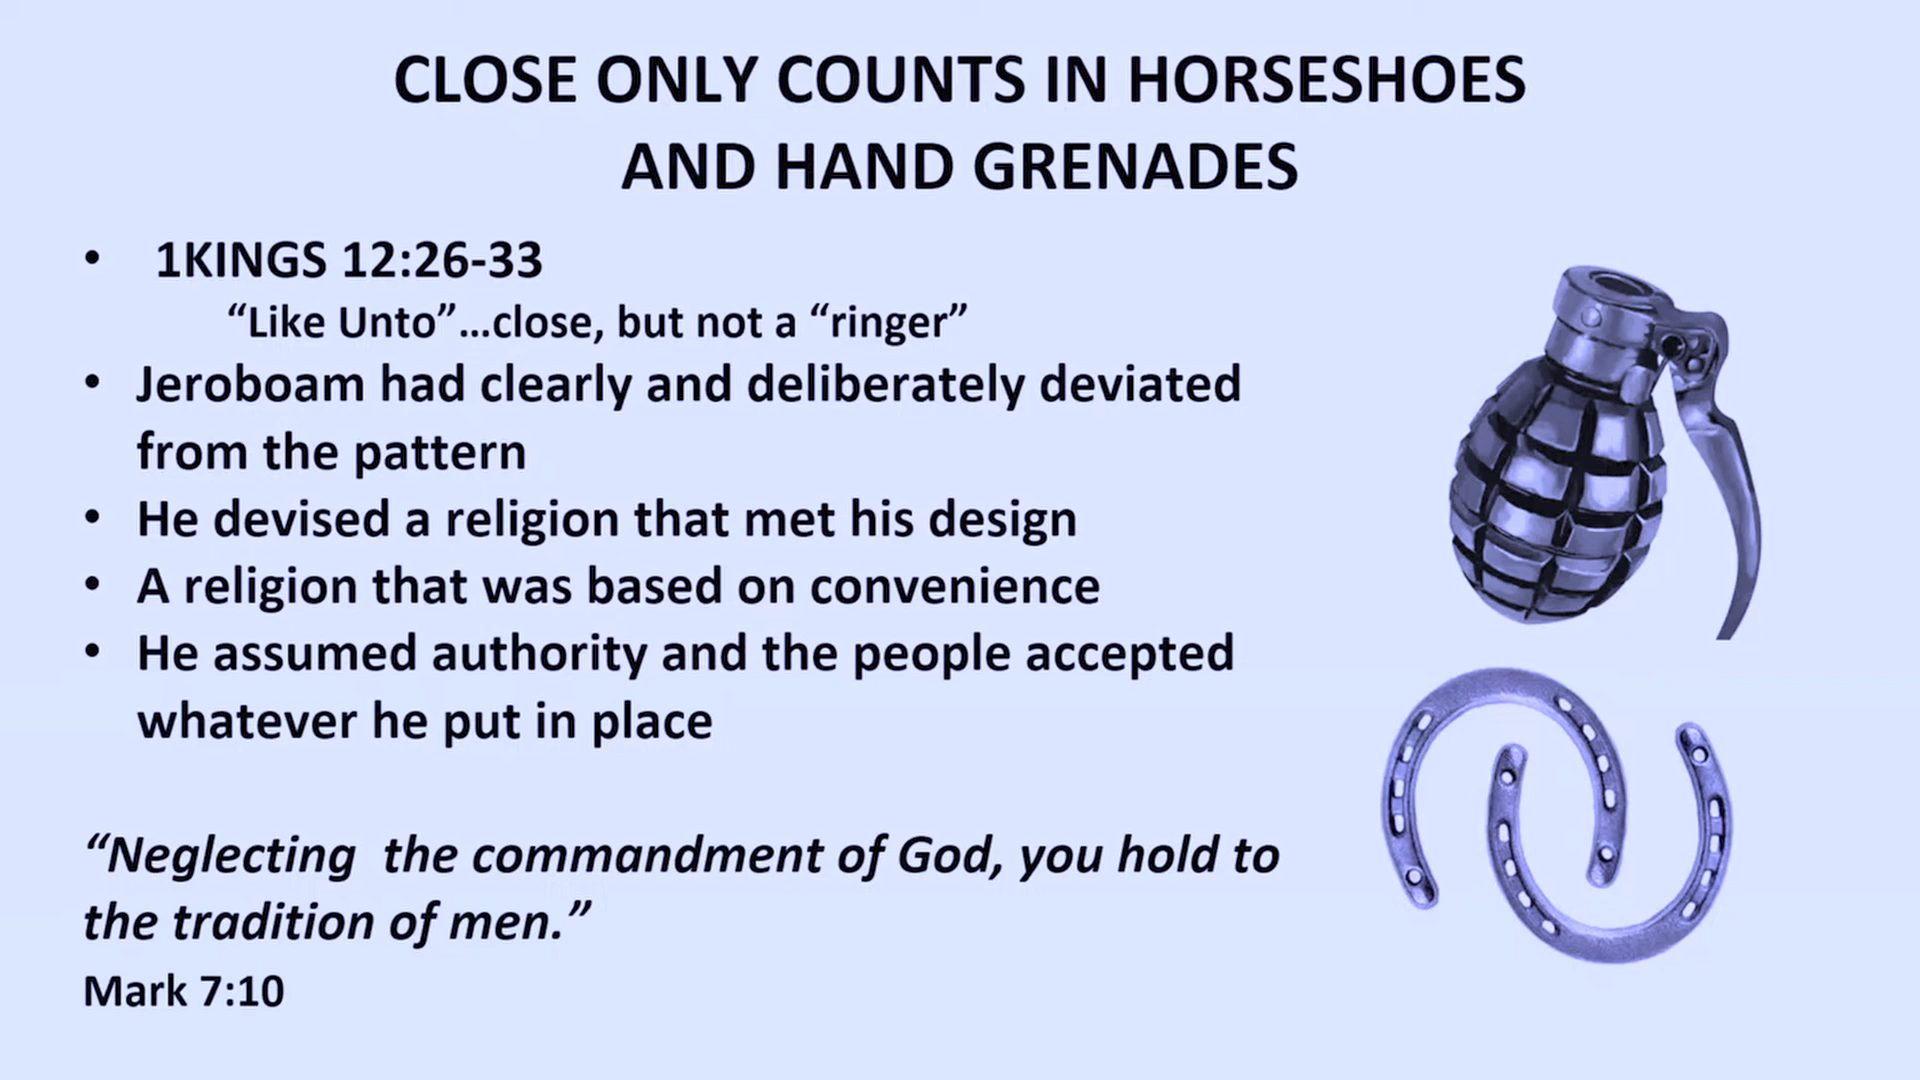 CLOSE ONLY COUNTS IN HORSESHOES
AND HAND GRENADES
• 1KINGS 12:26-33
“Like Unto”...close, but not a “ringer”
• Jeroboam had clearly and deliberately deviated
from the pattern
• He devised a religion that met his design
• A religion that was based on convenience
• He assumed authority and the people accepted
whatever he put in place
“Neglecting  the commandment of God, you hold to
the tradition of men.”
Mark 7:10